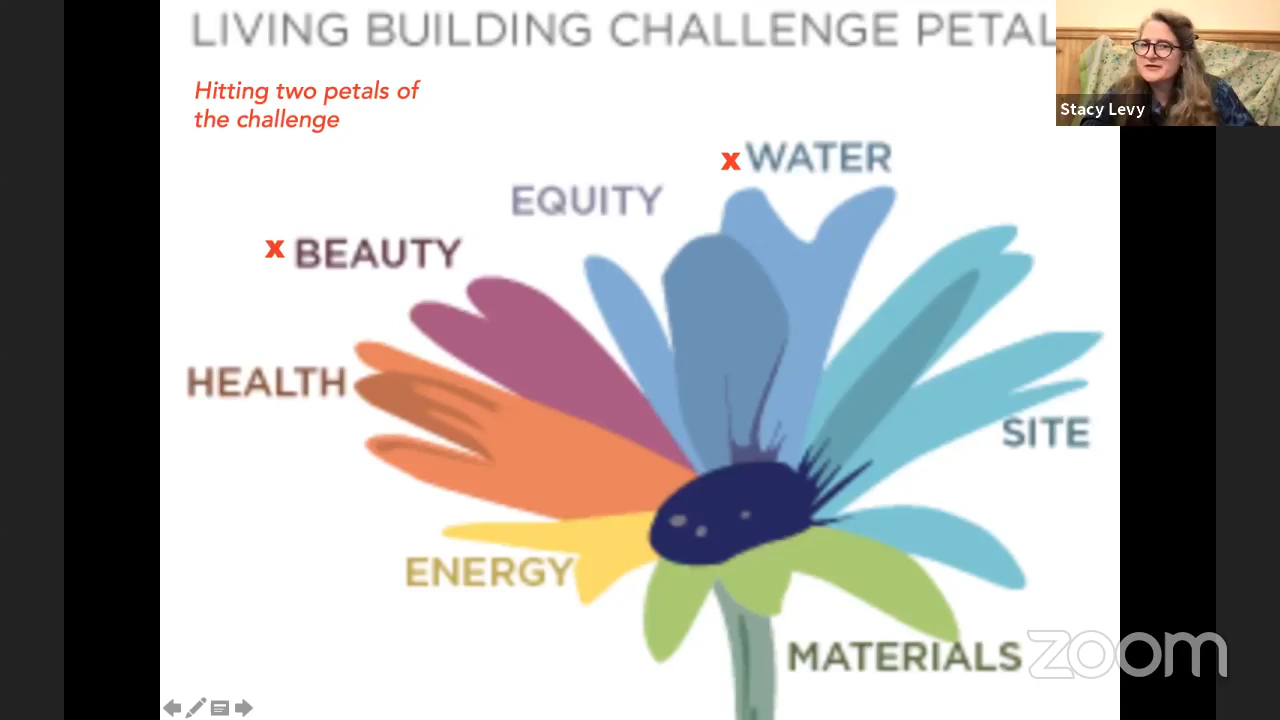 LIVING BUILDING CHALLENGE PETAL
Hitting two petals of
the challenge
Stacy Levy
x WATER
EQUITY
x BEAUTY
HEALTH
SITE
ENERGY
MATERIALS
zoom